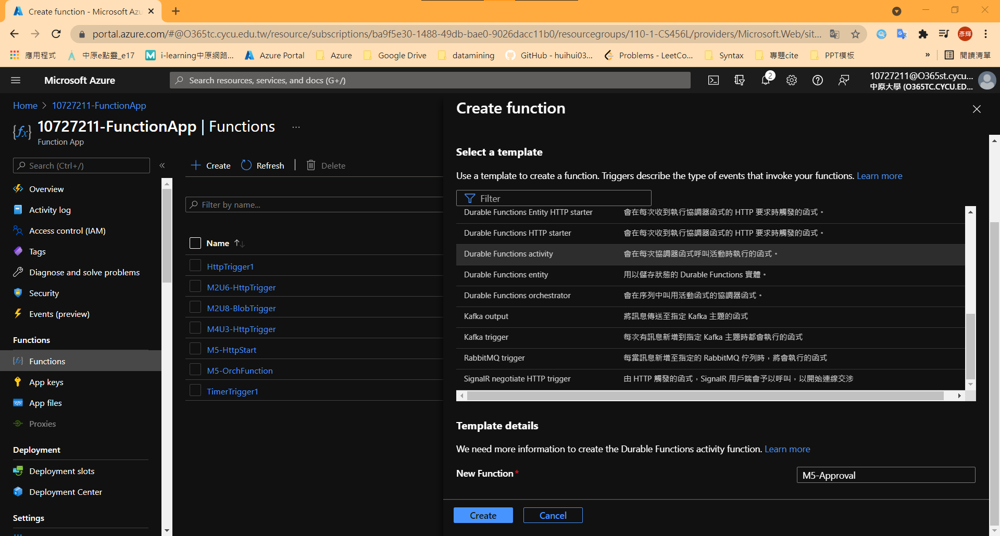 Create function - Microsoft Azu
portal.azure.com/#@O365tc.cycu.edu.tw/resource/subscriptions/ba9f5e30-1488-49db-bae0-9026dacc11b0/resourcegroups/110-1-CS456L/providers/Microsoft.Web/sit...
彥輝
應用程式
中原e點靈_e17
i-learning中原網路...
Azure Portal
Azure
Google Drive
datamining
GitHub - huihui03...
Problems - LeetCo...
Syntax
專題cite
PPT模板
»
閱讀清單
Microsoft Azure
Search resources, services, and docs (G+/)
2
10727211@O365st.cycu...
中原大學 (O365TC.CYCU.ED...
Home > 10727211-FunctionApp
10727211-FunctionApp | Functions ...
Function App
Search (Ctrl+/)
«
Overview
Activity log
Access control (IAM)
Tags
Diagnose and solve problems
Security
Events (preview)
Functions
Functions
App keys
App files
Proxies
Deployment
Deployment slots
Deployment Center
Settings
Create
Refresh
Delete
Filter by name...
Name
HttpTrigger1
M2U6-HttpTrigger
M2U8-BlobTrigger
M4U3-HttpTrigger
M5-HttpStart
M5-OrchFunction
TimerTrigger1
Create function
Select a template
Use a template to create a function. Triggers describe the type of events that invoke your functions. Learn more
Filter
Durable Functions Entity HTTP starter 會在每次收到執行協調器函式的 HTTP 要求時觸發的函式。
Durable Functions HTTP starter 會在每次收到執行協調器函式的 HTTP 要求時觸發的函式。
Durable Functions activity 會在每次協調器函式呼叫活動時執行的函式。
Durable Functions entity 用以儲存狀態的 Durable Functions 實體。
Durable Functions orchestrator 會在序列中叫用活動函式的協調器函式。
Kafka output 將訊息傳送至指定 Kafka 主題的函式
Kafka trigger 每次有訊息新增到指定 Kafka 主題時都會執行的函式
RabbitMQ trigger 每當訊息新增至指定的 RabbitMQ 佇列時，將會執行的函式
SignalR negotiate HTTP trigger 由 HTTP 觸發的函式，SignalR 用戶端會予以呼叫，以開始連線交涉
Template details
We need more information to create the Durable Functions activity function. Learn more
New Function *
M5-Approval
Create
Cancel